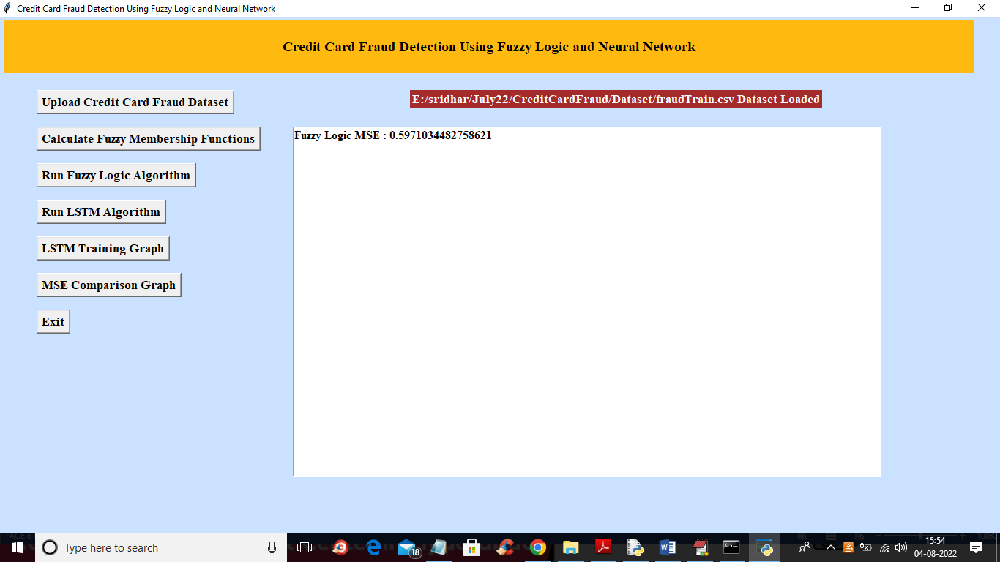 Credit Card Fraud Detection Using Fuzzy Logic and Neural Network
Credit Card Fraud Detection Using Fuzzy Logic and Neural Network
Upload Credit Card Fraud Dataset
E:/sridhar/July22/CreditCardFraud/Dataset/fraudTrain.csv Dataset Loaded
Calculate Fuzzy Membership Functions
Fuzzy Logic MSE : 0.5971034482758621
Run Fuzzy Logic Algorithm
Run LSTM Algorithm
LSTM Training Graph
MSE Comparison Graph
Exit
PAGE 6
100%
Type here to search
18
15:54
04-08-2022